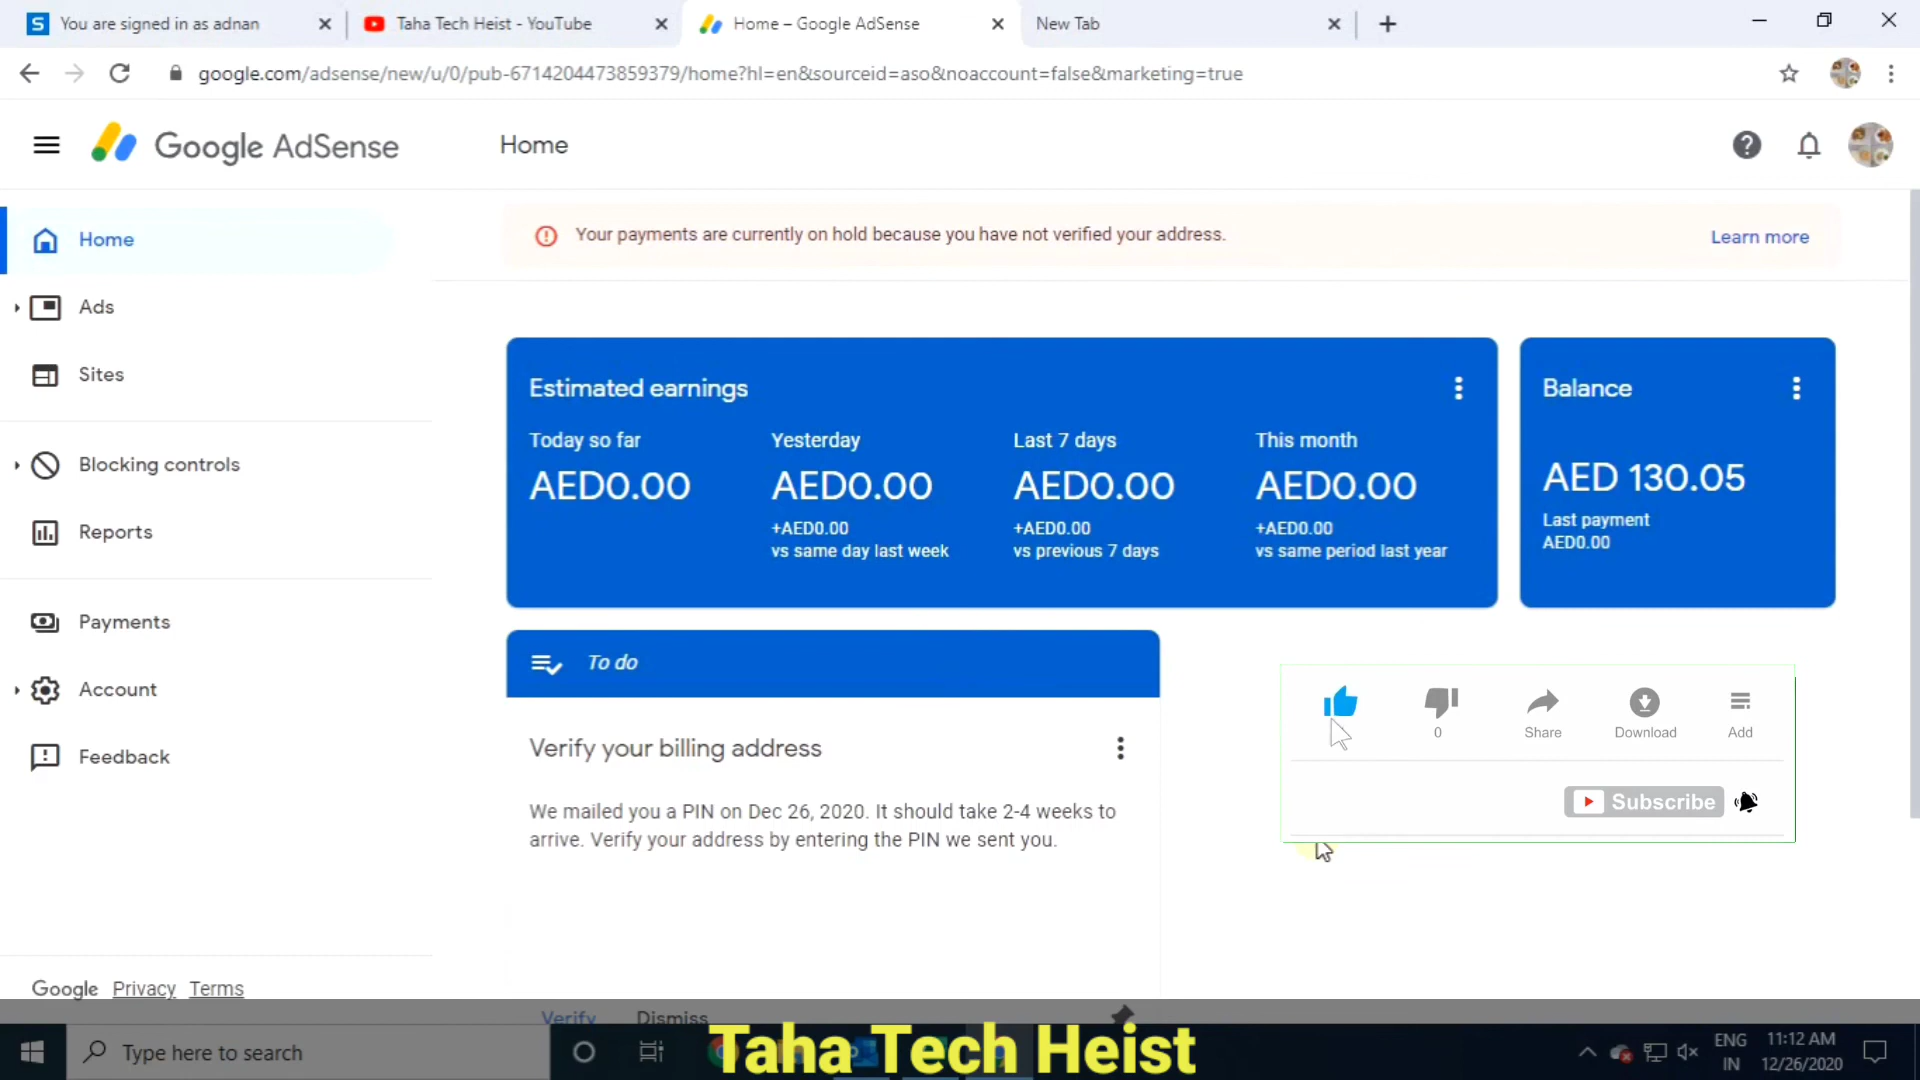 You are signed in as adnan
Taha Tech Heist - YouTube
Home – Google AdSense
New Tab
google.com/adsense/new/u/0/pub-6714204473859379/home?hl=en&sourceid=aso&noaccount=false&marketing=true
Google AdSense
Home
Home
Ads
Sites
Blocking controls
Reports
Payments
Account
Feedback
Google Privacy Terms
Your payments are currently on hold because you have not verified your address.
Learn more
Estimated earnings
Today so far
AED0.00
Yesterday
AED0.00
+AED0.00
vs same day last week
Last 7 days
AED0.00
+AED0.00
vs previous 7 days
This month
AED0.00
+AED0.00
vs same period last year
Balance
AED 130.05
Last payment
AED0.00
To do
Verify your billing address
We mailed you a PIN on Dec 26, 2020. It should take 2-4 weeks to
arrive. Verify your address by entering the PIN we sent you.
Verify Dismiss
0
Share
Download
Add
Subscribe
Taha Tech Heist
Type here to search
ENG
IN
11:12 AM
12/26/2020